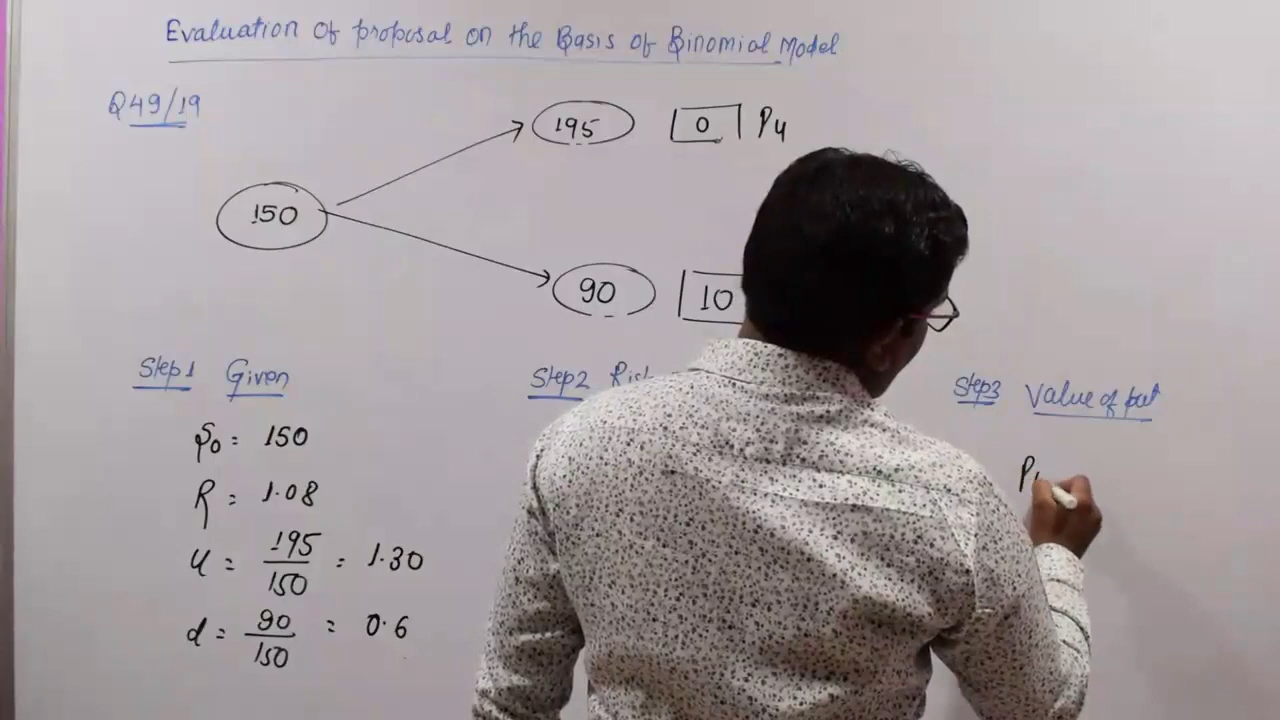 Evaluation of proposal on the Basis of Binomial Model
Q49/19
195 0 Pu
150
90 10
Step1 Given
S0 = 150
R = 1.08
u = 195/150 = 1.30
d = 90/150 = 0.6
Step2
Step3 Value of put